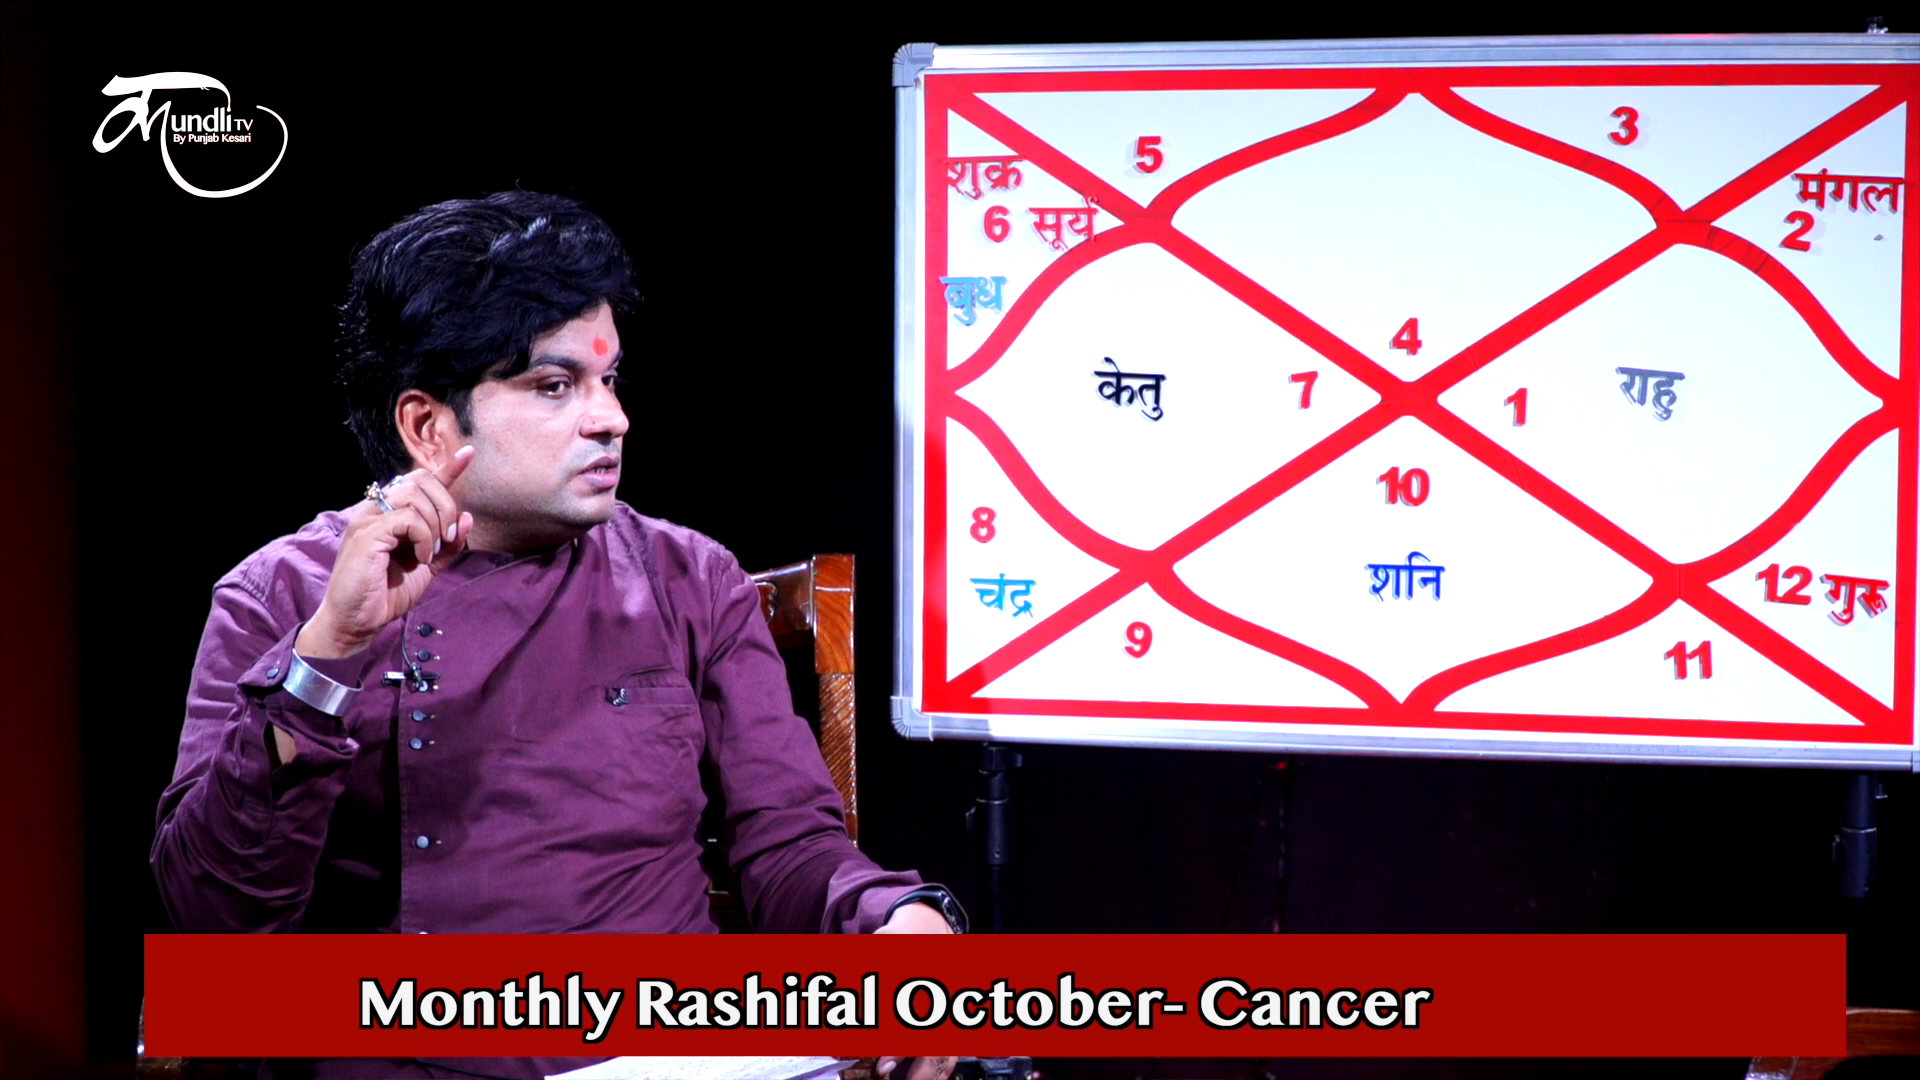 Kundli TV
By Punjab Kesari
5
3
शुक्र
6 सूर्य
बुध
मंगल
2
4
केतु
7
1
राहु
10
8
चंद्र
शनि
12 गुरू
9
11
Monthly Rashifal October- Cancer